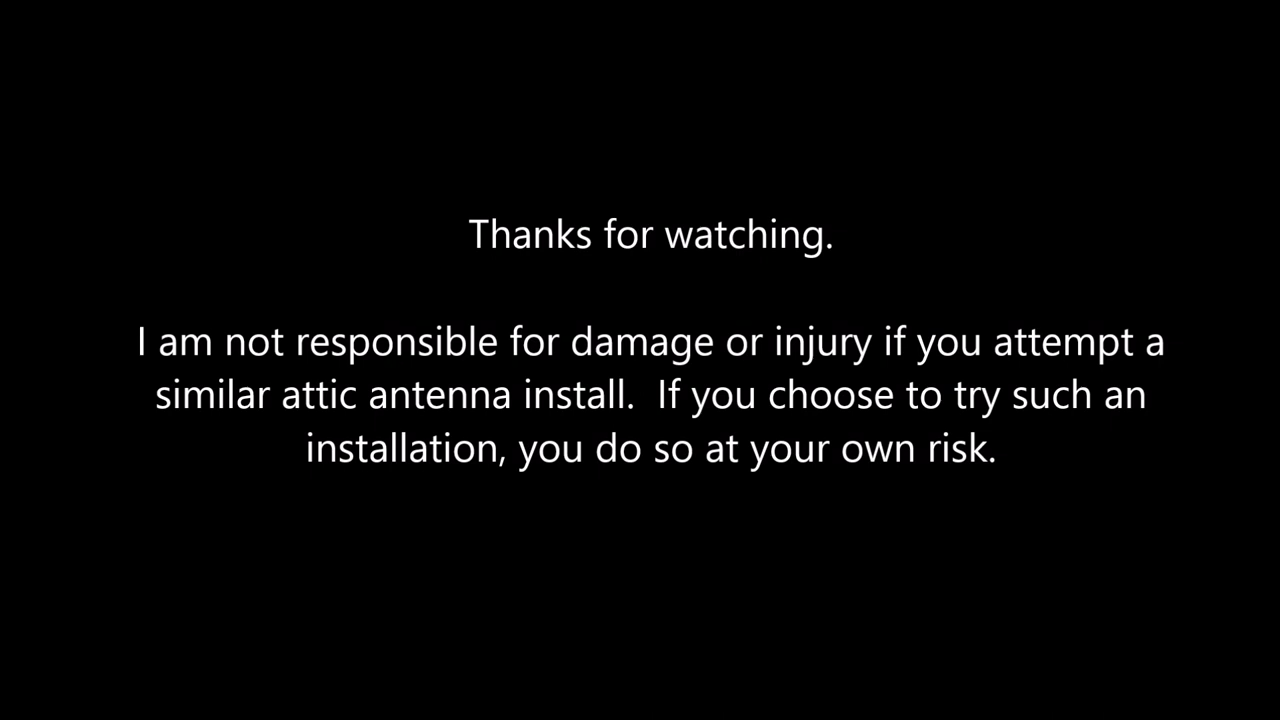 Thanks for watching.
I am not responsible for damage or injury if you attempt a
similar attic antenna install.  If you choose to try such an
installation, you do so at your own risk.